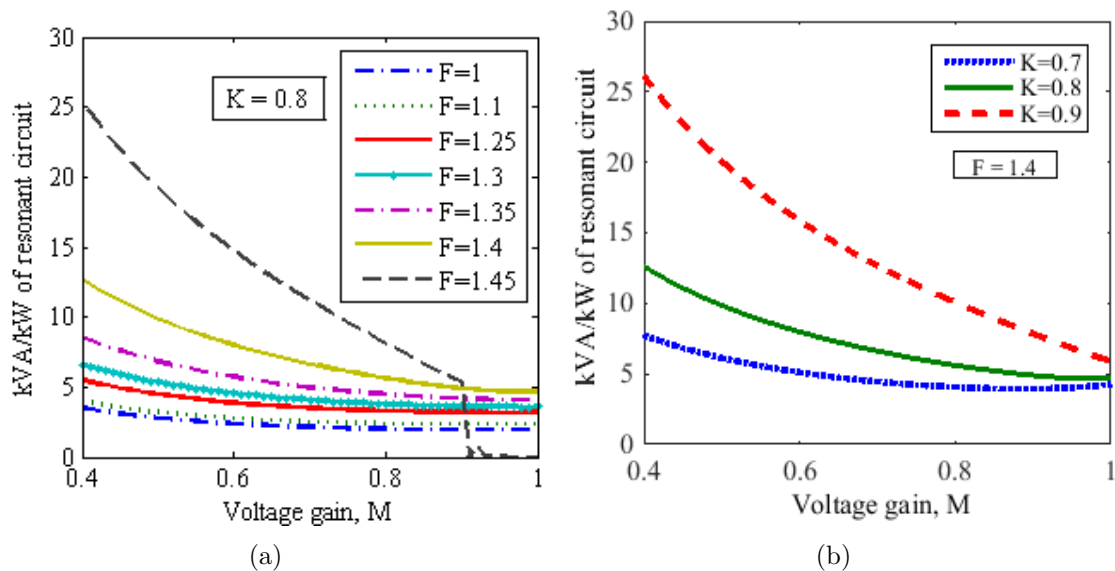 30
25
20
15
10
5
0
kVA/kW of resonant circuit
K = 0.8
F=1
F=1.1
F=1.25
F=1.3
F=1.35
F=1.4
F=1.45
0.4
0.6
0.8
1
Voltage gain, M
(a)
30
25
20
15
10
5
0
kVA/kW of resonant circuit
K=0.7
K=0.8
K=0.9
F = 1.4
0.4
0.6
0.8
1
Voltage gain, M
(b)